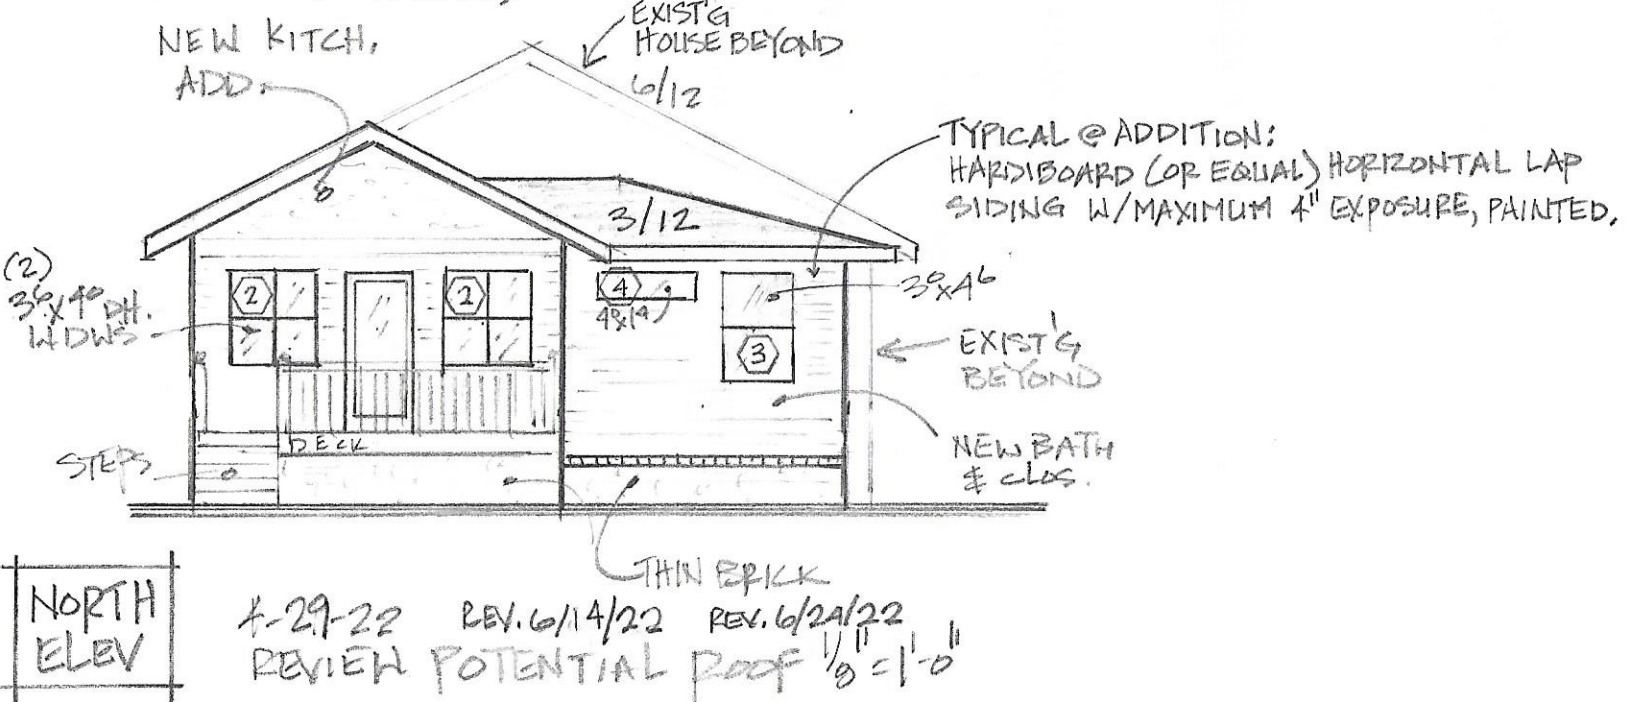 EXIST'G
HOUSE BEYOND
6/12
NEW KITCH.
ADD.
TYPICAL @ ADDITION:
HARDIBOARD (OR EQUAL) HORIZONTAL LAP
SIDING W/MAXIMUM 4" EXPOSURE, PAINTED.
3/12
(2)
3⁶x4⁰ DH.
WDWS
2
2
4
4⁰x1⁴
3
3⁰x4⁶
EXIST'G
BEYOND
DECK
STEPS
NEW BATH
& CLOS.
THIN BRICK
NORTH
ELEV
4-29-22 REV. 6/14/22 REV. 6/24/22
REVIEW POTENTIAL ROOF 1/8" = 1'-0"